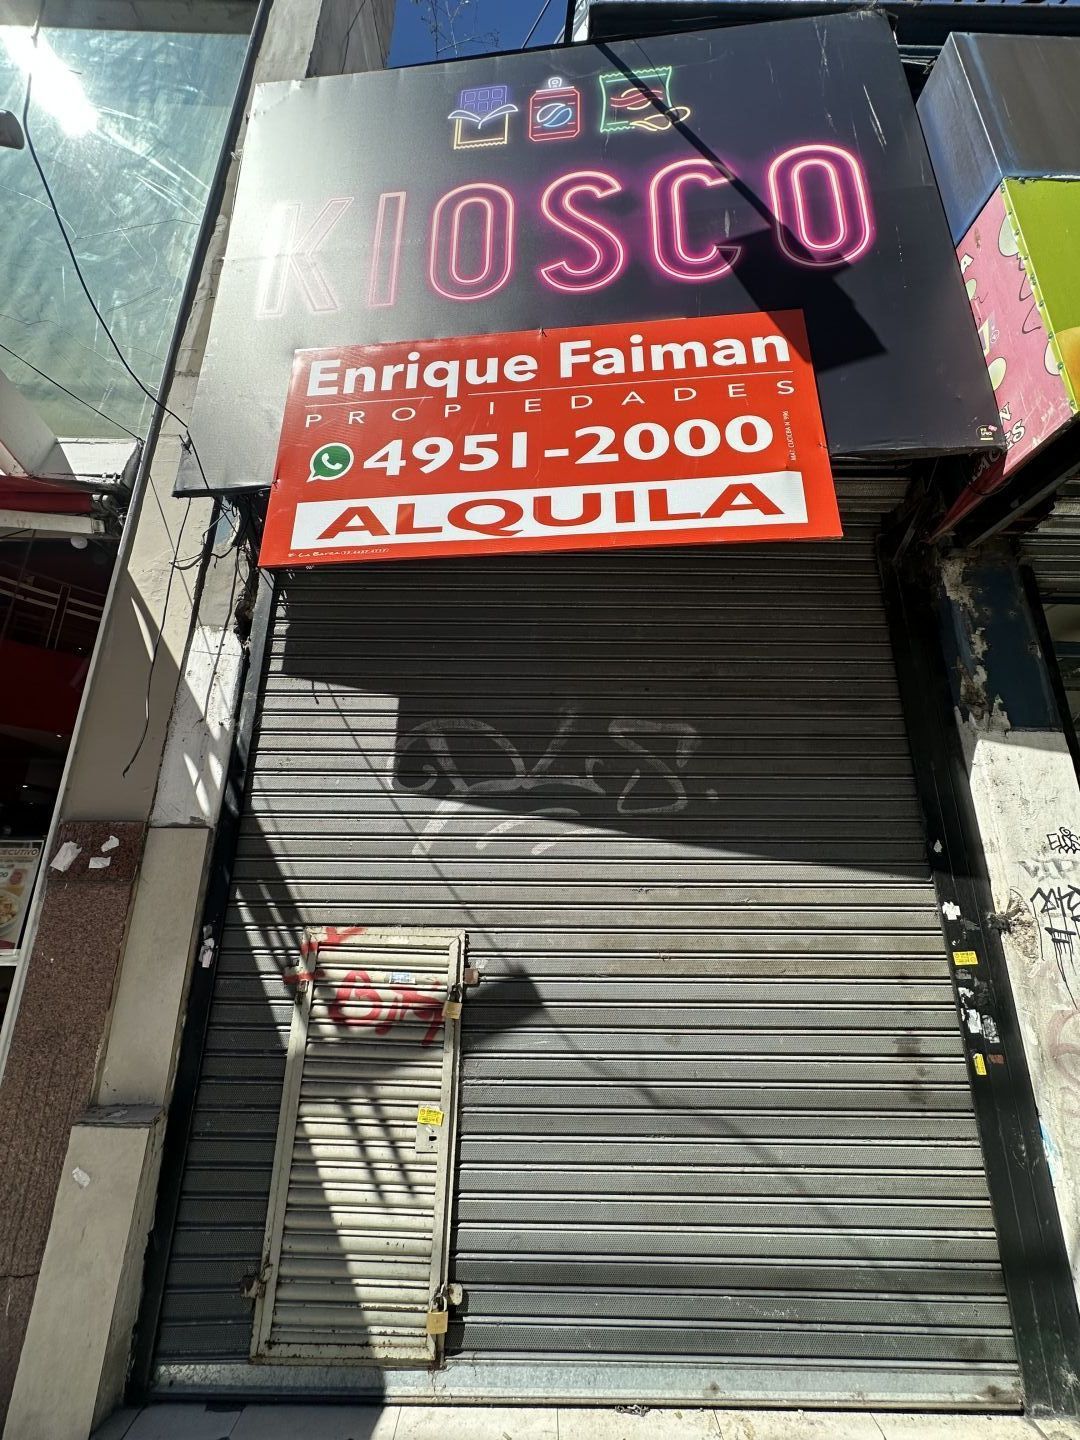 KIOSCO
Enrique Faiman
PROPIEDADES
4951-2000
ALQUILA